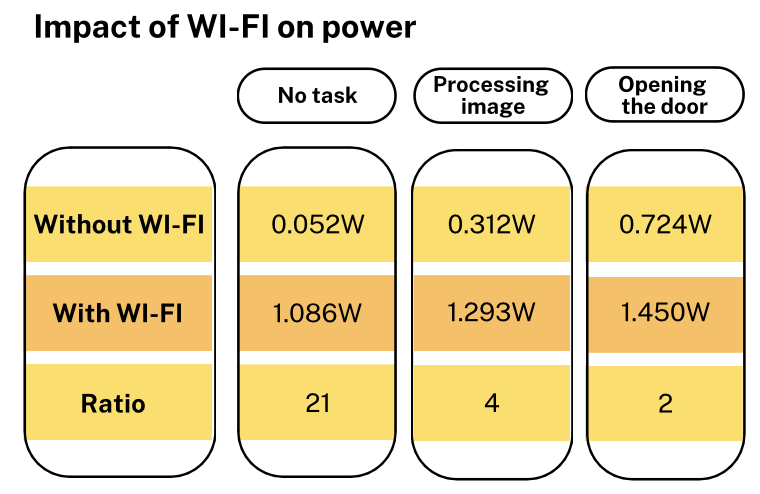 Impact of WI-FI on power
No task
Processing
image
Opening
the door
Without WI-FI
0.052W
0.312W
0.724W
With WI-FI
1.086W
1.293W
1.450W
Ratio
21
4
2